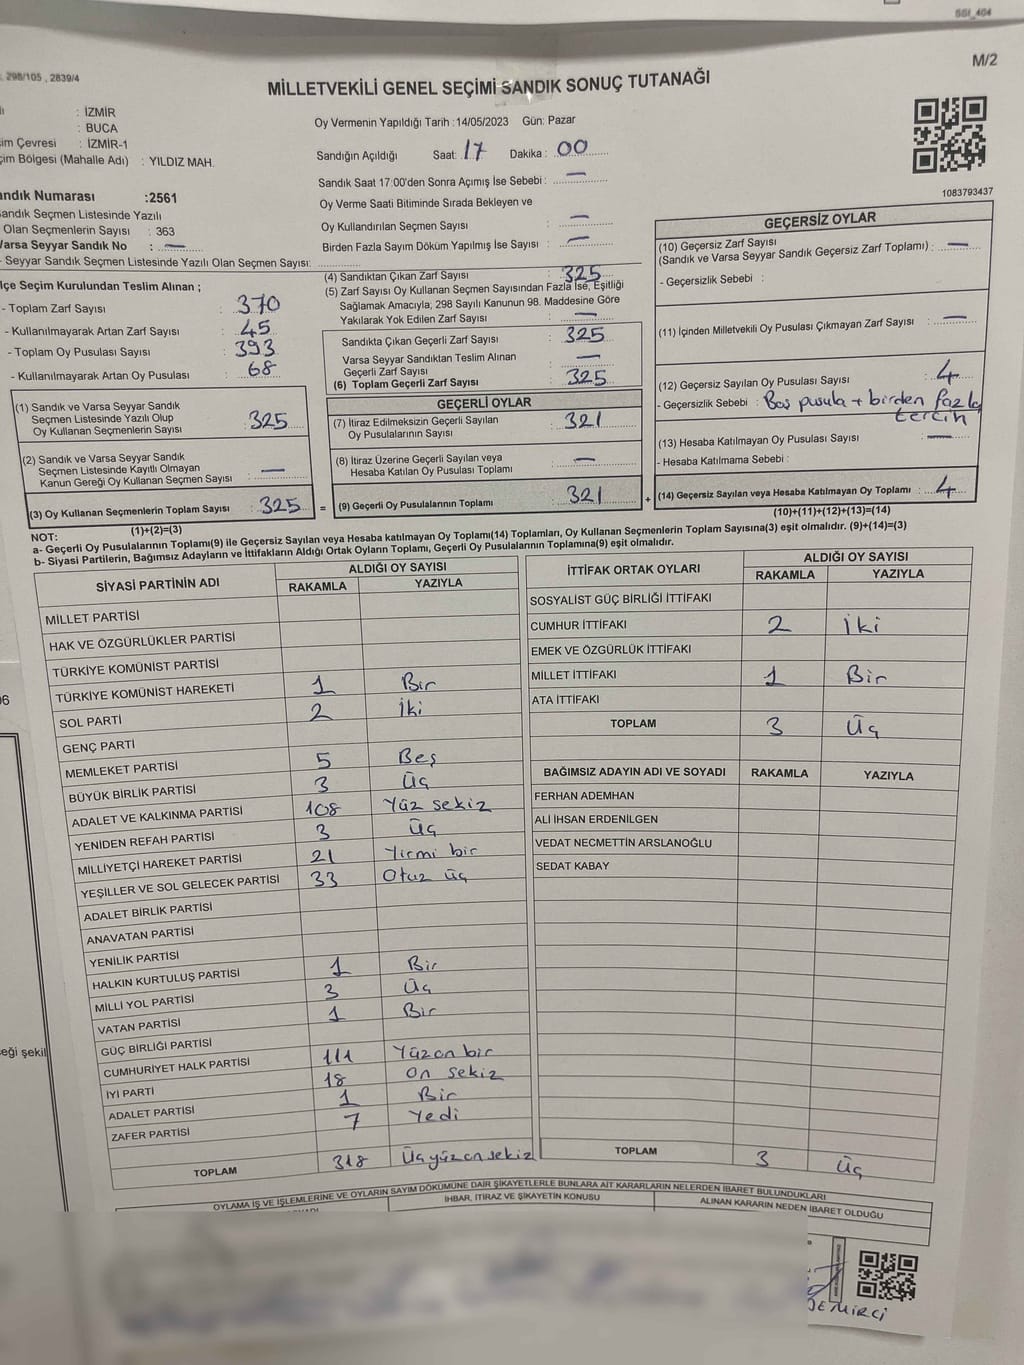 SSI_404
M/2
298/105 , 2839/4
MİLLETVEKİLİ GENEL SEÇİMİ SANDIK SONUÇ TUTANAĞI
: İZMİR
: BUCA
im Çevresi : İZMİR-1
çim Bölgesi (Mahalle Adı) : YILDIZ MAH.
Oy Vermenin Yapıldığı Tarih :14/05/2023 Gün: Pazar
Sandığın Açıldığı Saat: 17 Dakika : 00
Sandık Saat 17:00'den Sonra Açımış İse Sebebi : —
Oy Verme Saati Bitiminde Sırada Bekleyen ve
Oy Kullandırılan Seçmen Sayısı : —
Birden Fazla Sayım Döküm Yapılmış İse Sayısı : —
1083793437
andık Numarası :2561
andık Seçmen Listesinde Yazılı
Olan Seçmenlerin Sayısı : 363
Varsa Seyyar Sandık No : —
- Seyyar Sandık Seçmen Listesinde Yazılı Olan Seçmen Sayısı:
lçe Seçim Kurulundan Teslim Alınan ;
- Toplam Zarf Sayısı : 370
- Kullanılmayarak Artan Zarf Sayısı : 45
- Toplam Oy Pusulası Sayısı : 393
- Kullanılmayarak Artan Oy Pusulası : 68
(4) Sandıktan Çıkan Zarf Sayısı : 325
(5) Zarf Sayısı Oy Kullanan Seçmen Sayısından Fazla İse, Eşitliği
Sağlamak Amacıyla; 298 Sayılı Kanunun 98. Maddesine Göre
Yakılarak Yok Edilen Zarf Sayısı : —
Sandıkta Çıkan Geçerli Zarf Sayısı : 325
Varsa Seyyar Sandıktan Teslim Alınan
Geçerli Zarf Sayısı : —
(6) Toplam Geçerli Zarf Sayısı : 325
GEÇERSİZ OYLAR
(10) Geçersiz Zarf Sayısı
(Sandık ve Varsa Seyyar Sandık Geçersiz Zarf Toplamı) : —
- Geçersizlik Sebebi :
(11) İçinden Milletvekili Oy Pusulası Çıkmayan Zarf Sayısı : —
(12) Geçersiz Sayılan Oy Pusulası Sayısı : 4
- Geçersizlik Sebebi : Boş pusula + birden fazla
tercih
(13) Hesaba Katılmayan Oy Pusulası Sayısı : —
- Hesaba Katılmama Sebebi :
(14) Geçersiz Sayılan veya Hesaba Katılmayan Oy Toplamı : 4
(10)+(11)+(12)+(13)=(14)
(1) Sandık ve Varsa Seyyar Sandık
Seçmen Listesinde Yazılı Olup
Oy Kullanan Seçmenlerin Sayısı : 325
(2) Sandık ve Varsa Seyyar Sandık
Seçmen Listesinde Kayıtlı Olmayan
Kanun Gereği Oy Kullanan Seçmen Sayısı : —
(3) Oy Kullanan Seçmenlerin Toplam Sayısı : 325 =
(1)+(2)=(3)
GEÇERLİ OYLAR
(7) İtiraz Edilmeksizin Geçerli Sayılan
Oy Pusulalarının Sayısı : 321
(8) İtiraz Üzerine Geçerli Sayılan veya
Hesaba Katılan Oy Pusulası Toplamı : —
(9) Geçerli Oy Pusulalarının Toplamı : 321 +
NOT:
a- Geçerli Oy Pusulalarının Toplamı(9) ile Geçersiz Sayılan veya Hesaba katılmayan Oy Toplamı(14) Toplamları, Oy Kullanan Seçmenlerin Toplam Sayısına(3) eşit olmalıdır. (9)+(14)=(3)
b- Siyasi Partilerin, Bağımsız Adayların ve İttifakların Aldığı Ortak Oyların Toplamı, Geçerli Oy Pusulalarının Toplamına(9) eşit olmalıdır.
SİYASİ PARTİNİN ADI ALDIĞI OY SAYISI
RAKAMLA YAZIYLA
MİLLET PARTİSİ
HAK VE ÖZGÜRLÜKLER PARTİSİ
TÜRKİYE KOMÜNİST PARTİSİ
TÜRKİYE KOMÜNİST HAREKETİ 1 Bir
SOL PARTİ 2 İki
GENÇ PARTİ
MEMLEKET PARTİSİ 5 Beş
BÜYÜK BİRLİK PARTİSİ 3 Üç
ADALET VE KALKINMA PARTİSİ 108 Yüz sekiz
YENİDEN REFAH PARTİSİ 3 Üç
MİLLİYETÇİ HAREKET PARTİSİ 21 Yirmi bir
YEŞİLLER VE SOL GELECEK PARTİSİ 33 Otuz üç
ADALET BİRLİK PARTİSİ
ANAVATAN PARTİSİ
YENİLİK PARTİSİ
HALKIN KURTULUŞ PARTİSİ 1 Bir
MİLLİ YOL PARTİSİ 3 Üç
VATAN PARTİSİ 1 Bir
GÜÇ BİRLİĞİ PARTİSİ
CUMHURİYET HALK PARTİSİ 111 Yüzon bir
İYİ PARTİ 18 On sekiz
ADALET PARTİSİ 1 Bir
ZAFER PARTİSİ 7 Yedi
TOPLAM 318 Üçyüzonsekiz
İTTİFAK ORTAK OYLARI ALDIĞI OY SAYISI
RAKAMLA YAZIYLA
SOSYALİST GÜÇ BİRLİĞİ İTTİFAKI
CUMHUR İTTİFAKI 2 İki
EMEK VE ÖZGÜRLÜK İTTİFAKI
MİLLET İTTİFAKI 1 Bir
ATA İTTİFAKI
TOPLAM 3 Üç
BAĞIMSIZ ADAYIN ADI VE SOYADI RAKAMLA YAZIYLA
FERHAN ADEMHAN
ALİ İHSAN ERDENİLGEN
VEDAT NECMETTİN ARSLANOĞLU
SEDAT KABAY
TOPLAM 3 Üç
OYLAMA İŞ VE İŞLEMLERİNE VE OYLARIN SAYIM DÖKÜMÜNE DAİR ŞİKAYETLERLE BUNLARA AİT KARARLARIN NELERDEN İBARET BULUNDUKLARI
İHBAR, İTİRAZ VE ŞİKAYETİN KONUSU ALINAN KARARIN NEDEN İBARET OLDUĞU
eği şekil
DEMİRCİ